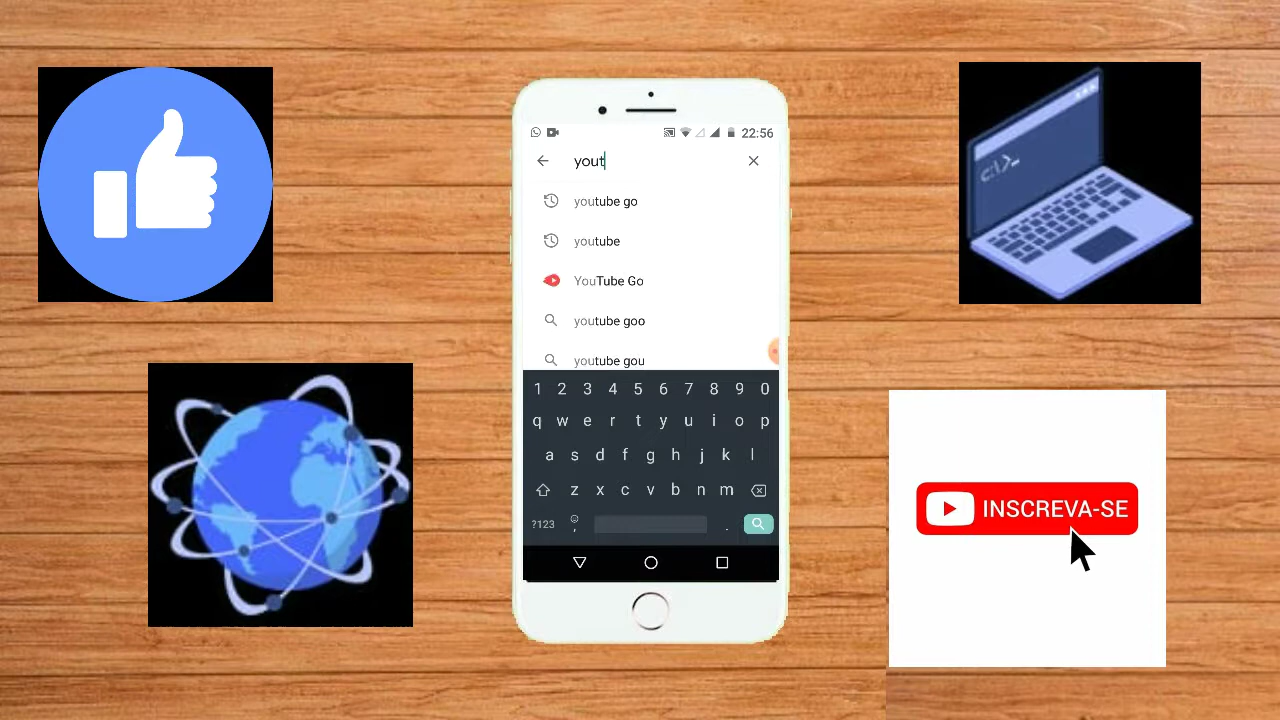 22:56
yout
youtube go
youtube
YouTube Go
youtube goo
youtube gou
1 2 3 4 5 6 7 8 9 0
q w e r t y u i o p
a s d f g h j k l
z x c v b n m
?123 , .
C:\>_
INSCREVA-SE